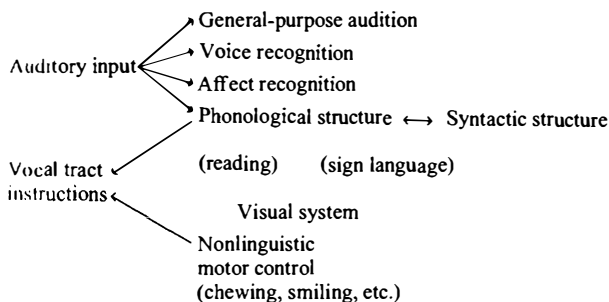 General-purpose audition
Voice recognition
Auditory input
Affect recognition
Phonological structure ↔ Syntactic structure
Vocal tract
instructions
(reading) (sign language)
Visual system
Nonlinguistic
motor control
(chewing, smiling, etc.)